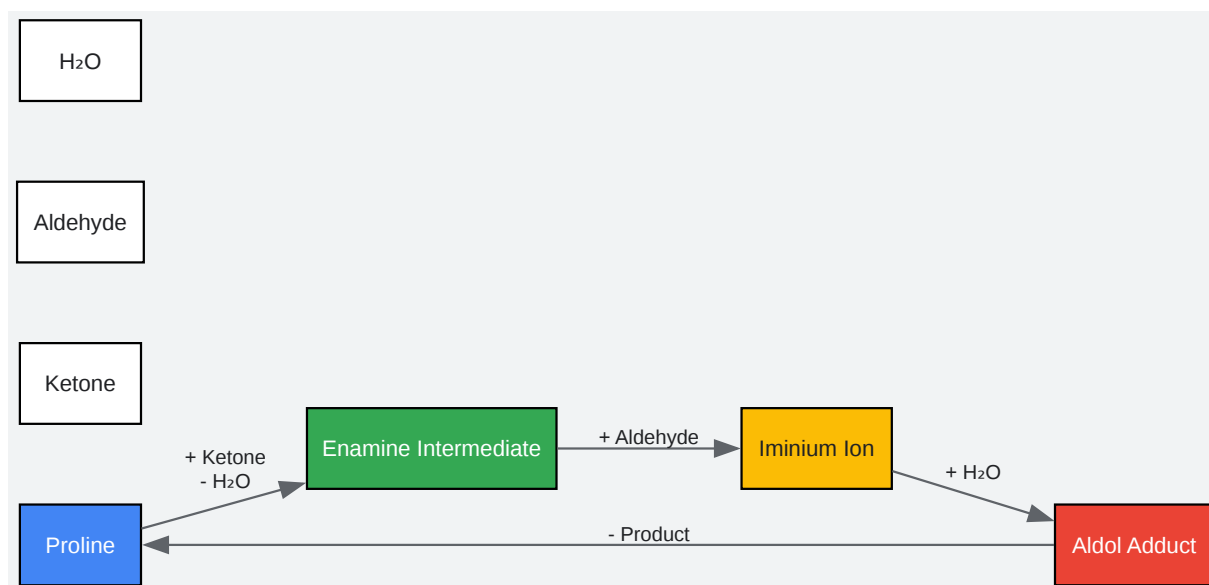 H₂O
Aldehyde
Ketone
Enamine Intermediate
+ Aldehyde
Iminium Ion
+ Ketone
- H₂O
+ H₂O
Proline
- Product
Aldol Adduct